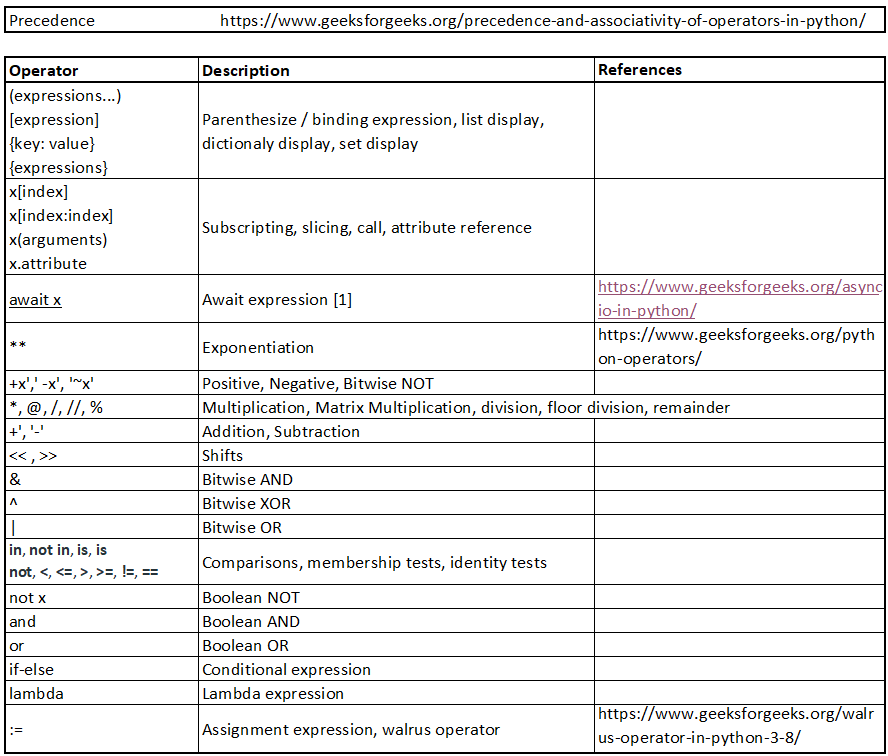 Precedence https://www.geeksforgeeks.org/precedence-and-associativity-of-operators-in-python/
Operator Description References
(expressions...)
[expression]
{key: value}
{expressions}
Parenthesize / binding expression, list display,
dictionaly display, set display
x[index]
x[index:index]
x(arguments)
x.attribute
Subscripting, slicing, call, attribute reference
await x
Await expression [1]
https://www.geeksforgeeks.org/async
io-in-python/
**
Exponentiation
https://www.geeksforgeeks.org/pyth
on-operators/
+x',' -x', '~x' Positive, Negative, Bitwise NOT
*, @, /, //, % Multiplication, Matrix Multiplication, division, floor division, remainder
+', '-' Addition, Subtraction
<< , >> Shifts
& Bitwise AND
^ Bitwise XOR
| Bitwise OR
in, not in, is, is
not, <, <=, >, >=, !=, ==
Comparisons, membership tests, identity tests
not x Boolean NOT
and Boolean AND
or Boolean OR
if-else Conditional expression
lambda Lambda expression
:=
Assignment expression, walrus operator
https://www.geeksforgeeks.org/walr
us-operator-in-python-3-8/